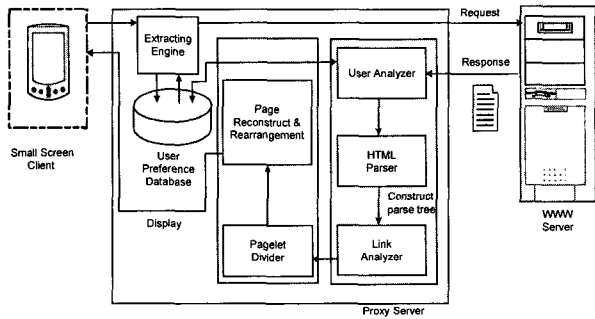 Request
Extracting
Engine
User Analyzer
Response
Page
Reconstruct &
Rearrangement
User
Preference
Database
HTML
Parser
Small Screen
Client
Construct
parse tree
Display
Pagelet
Divider
Link
Analyzer
WWW
Server
Proxy Server